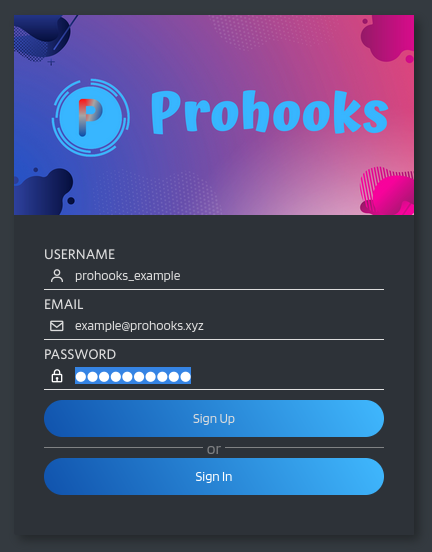 P Prohooks
USERNAME
prohooks_example
EMAIL
example@prohooks.xyz
PASSWORD
●●●●●●●●●●
Sign Up
or
Sign In